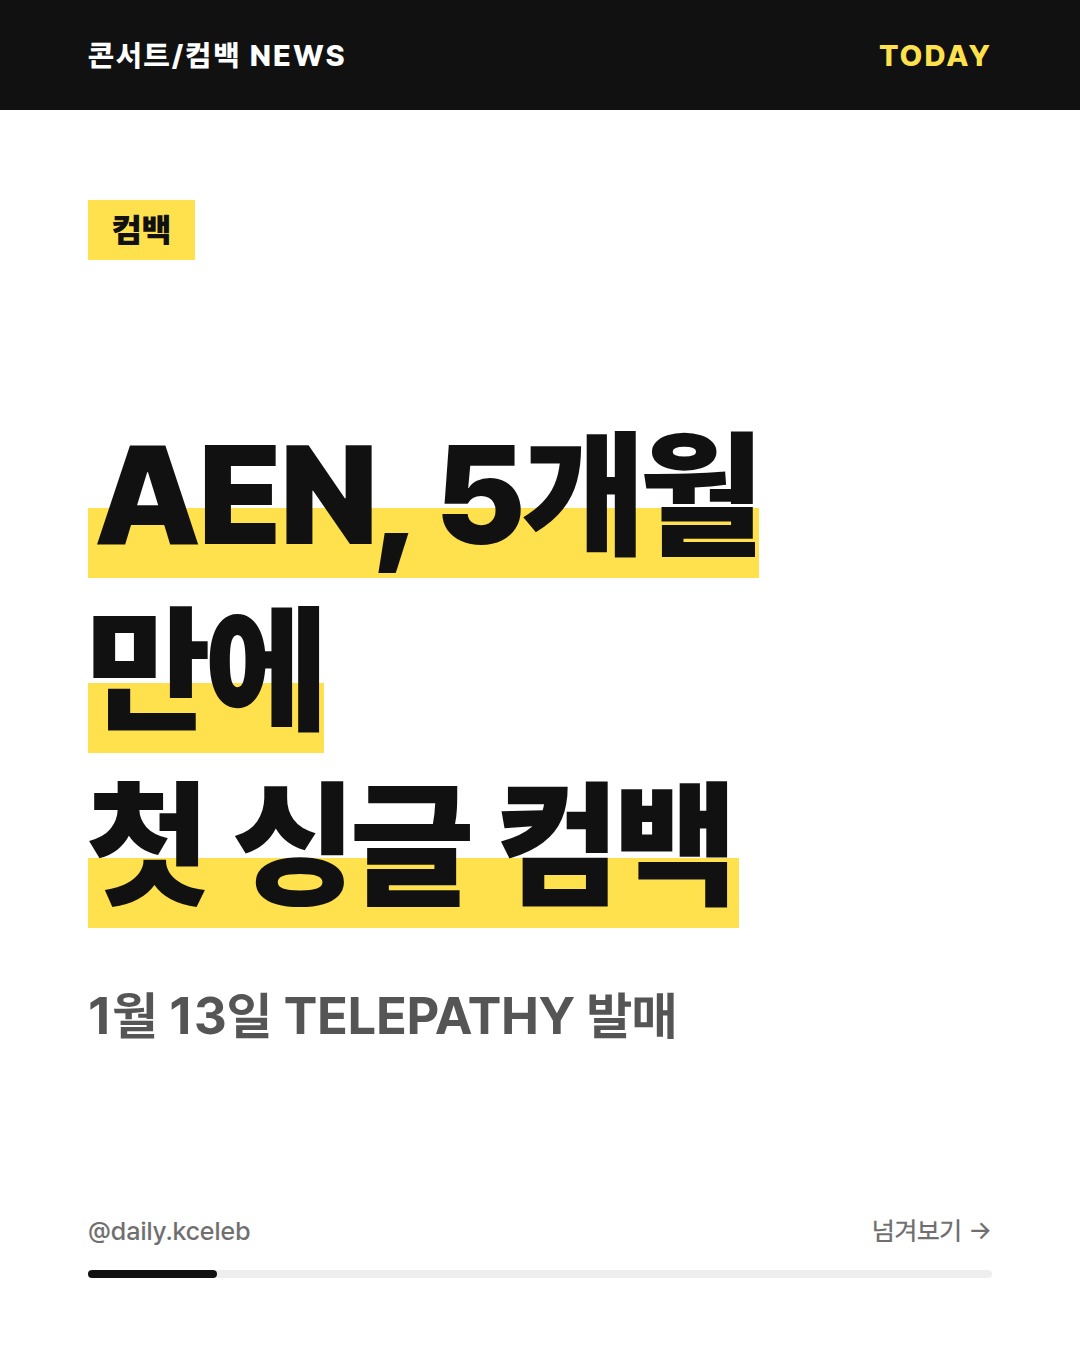 콘서트/컴백 NEWS
TODAY
컴백
AEN, 5개월
만에
첫 싱글 컴백
1월 13일 TELEPATHY 발매
@daily.kceleb
넘겨보기 →